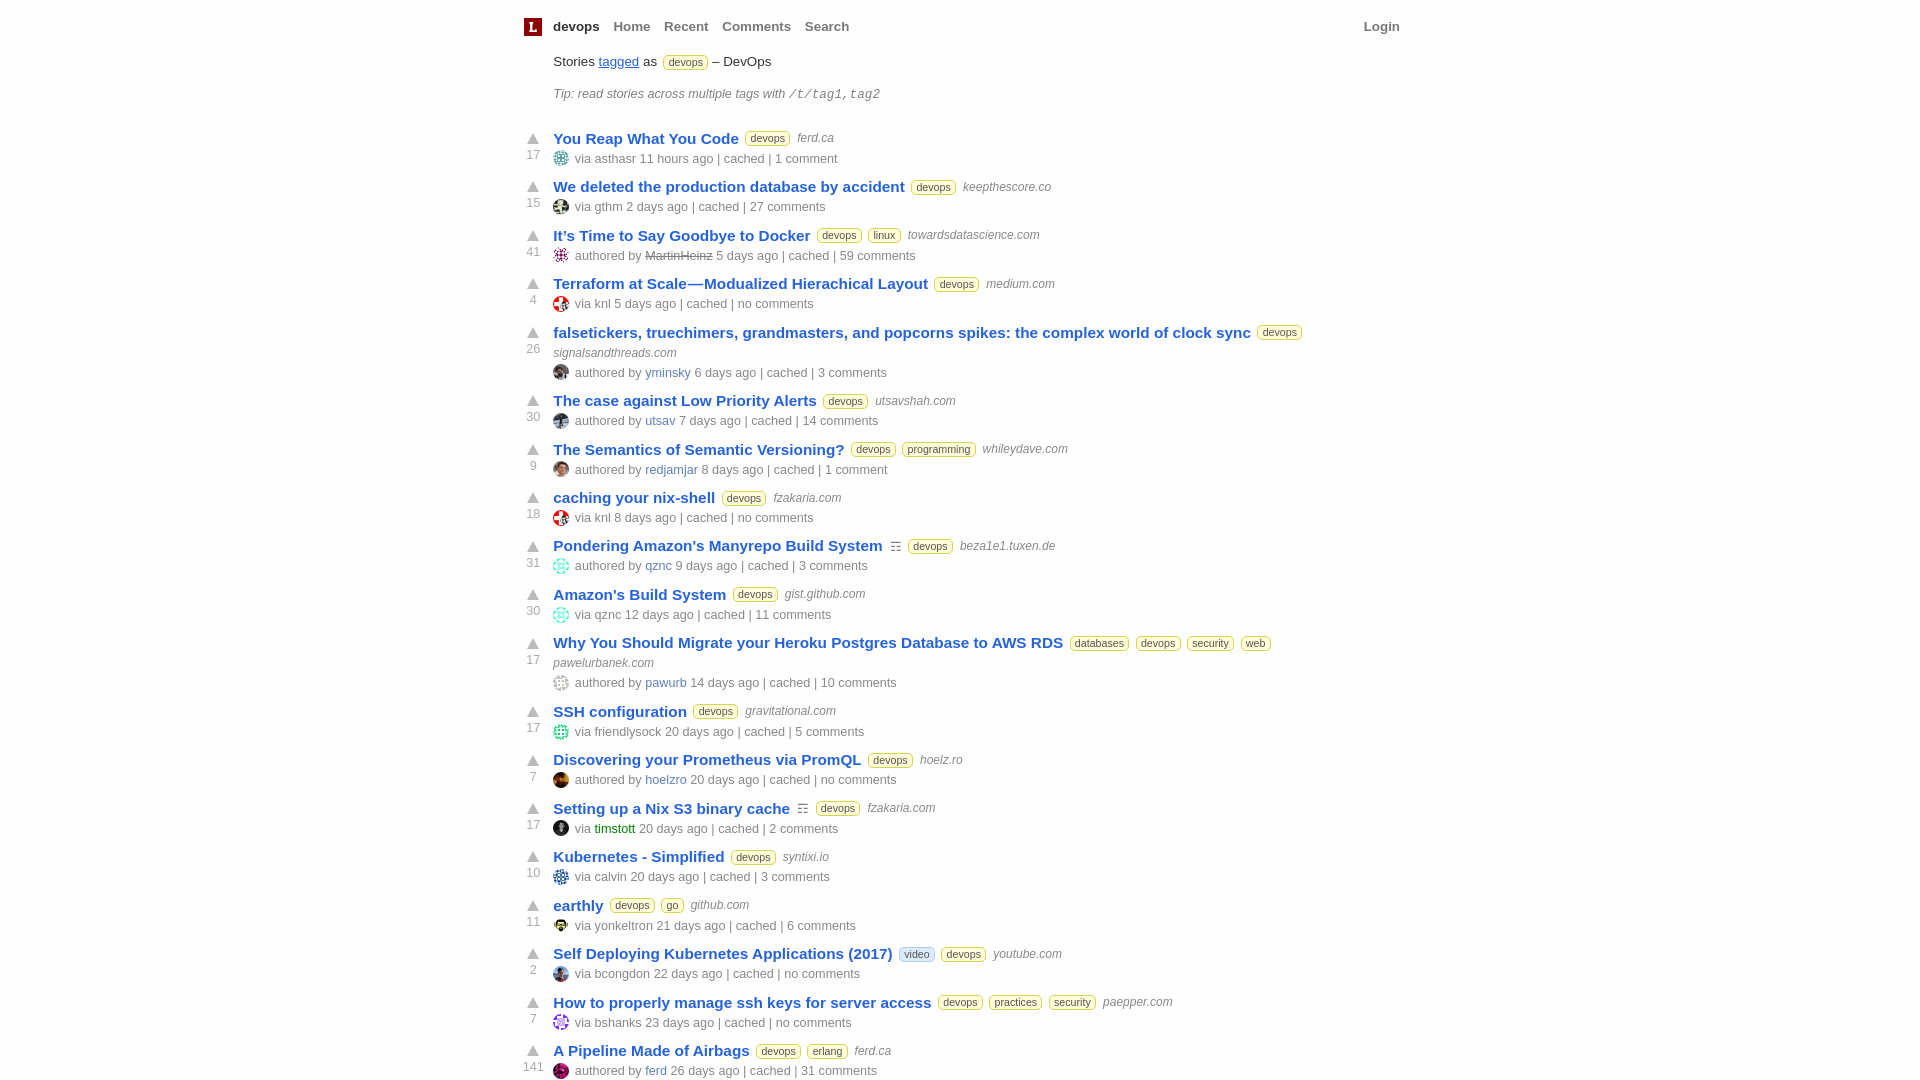 L devops Home Recent Comments Search Login
Stories tagged as devops – DevOps
Tip: read stories across multiple tags with /t/tag1,tag2
You Reap What You Code devops ferd.ca
17 via asthasr 11 hours ago | cached | 1 comment
We deleted the production database by accident devops keepthescore.co
15 via gthm 2 days ago | cached | 27 comments
It’s Time to Say Goodbye to Docker devops linux towardsdatascience.com
41 authored by MartinHeinz 5 days ago | cached | 59 comments
Terraform at Scale — Modualized Hierachical Layout devops medium.com
4 via knl 5 days ago | cached | no comments
falsetickers, truechimers, grandmasters, and popcorns spikes: the complex world of clock sync devops
26 signalsandthreads.com
authored by yminsky 6 days ago | cached | 3 comments
The case against Low Priority Alerts devops utsavshah.com
30 authored by utsav 7 days ago | cached | 14 comments
The Semantics of Semantic Versioning? devops programming whileydave.com
9 authored by redjamjar 8 days ago | cached | 1 comment
caching your nix-shell devops fzakaria.com
18 via knl 8 days ago | cached | no comments
Pondering Amazon's Manyrepo Build System ☶ devops beza1e1.tuxen.de
31 authored by qznc 9 days ago | cached | 3 comments
Amazon's Build System devops gist.github.com
30 via qznc 12 days ago | cached | 11 comments
Why You Should Migrate your Heroku Postgres Database to AWS RDS databases devops security web
17 pawelurbanek.com
authored by pawurb 14 days ago | cached | 10 comments
SSH configuration devops gravitational.com
17 via friendlysock 20 days ago | cached | 5 comments
Discovering your Prometheus via PromQL devops hoelz.ro
7 authored by hoelzro 20 days ago | cached | no comments
Setting up a Nix S3 binary cache ☶ devops fzakaria.com
17 via timstott 20 days ago | cached | 2 comments
Kubernetes - Simplified devops syntixi.io
10 via calvin 20 days ago | cached | 3 comments
earthly devops go github.com
11 via yonkeltron 21 days ago | cached | 6 comments
Self Deploying Kubernetes Applications (2017) video devops youtube.com
2 via bcongdon 22 days ago | cached | no comments
How to properly manage ssh keys for server access devops practices security paepper.com
7 via bshanks 23 days ago | cached | no comments
A Pipeline Made of Airbags devops erlang ferd.ca
141 authored by ferd 26 days ago | cached | 31 comments